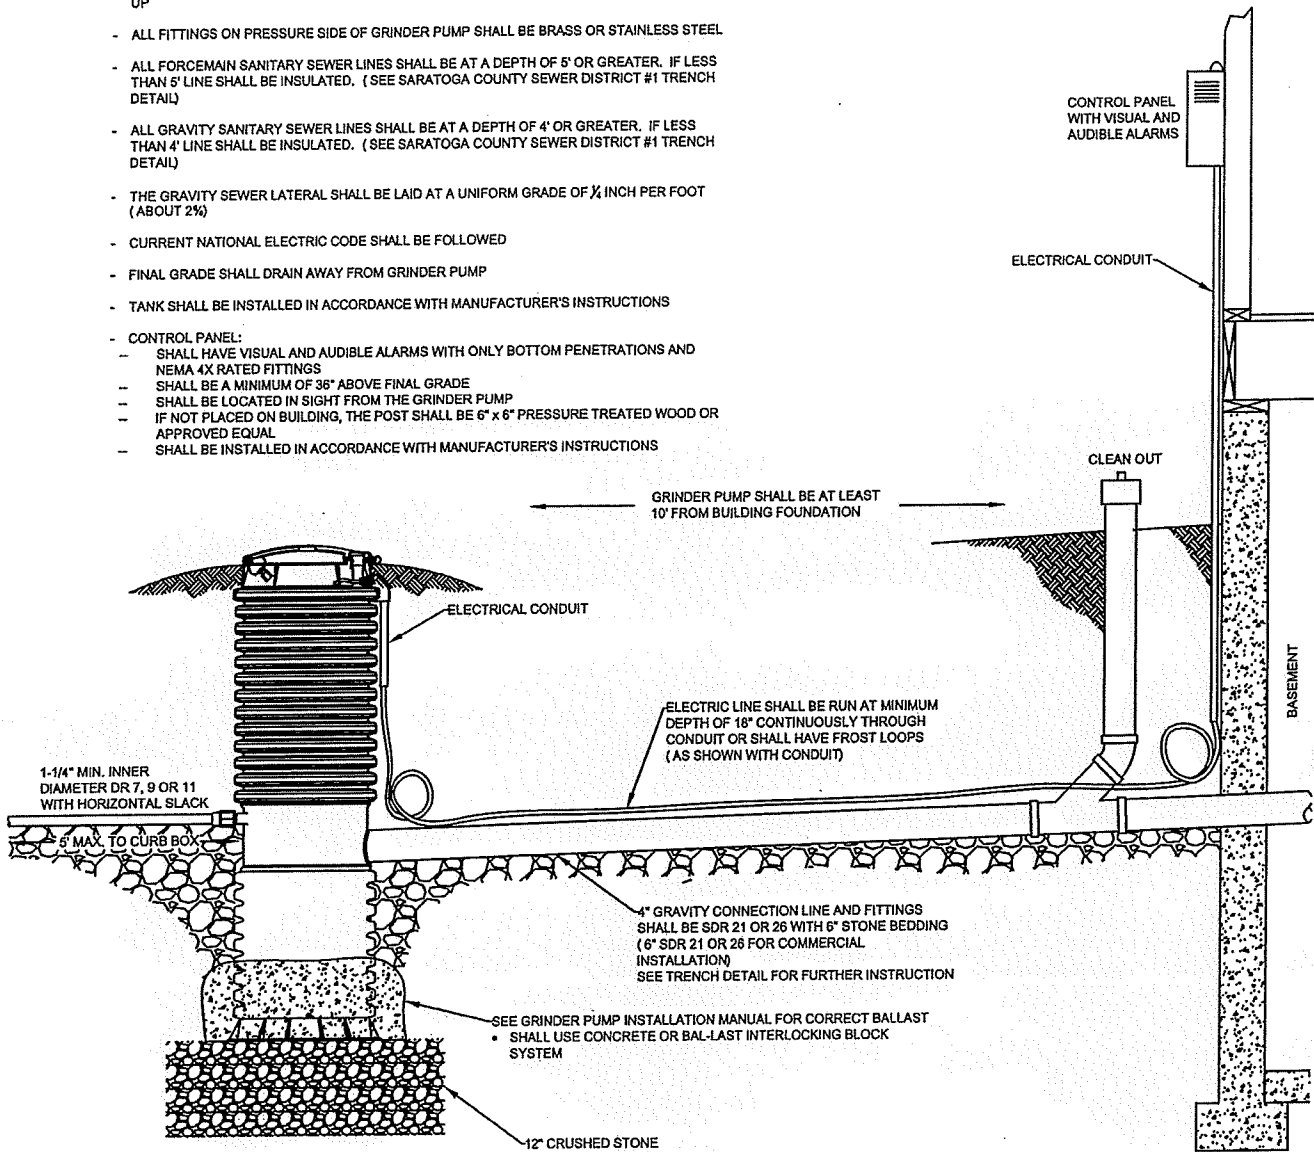 UP
- ALL FITTINGS ON PRESSURE SIDE OF GRINDER PUMP SHALL BE BRASS OR STAINLESS STEEL
- ALL FORCEMAIN SANITARY SEWER LINES SHALL BE AT A DEPTH OF 5' OR GREATER. IF LESS
THAN 5' LINE SHALL BE INSULATED. (SEE SARATOGA COUNTY SEWER DISTRICT #1 TRENCH
DETAIL)
- ALL GRAVITY SANITARY SEWER LINES SHALL BE AT A DEPTH OF 4' OR GREATER. IF LESS
THAN 4' LINE SHALL BE INSULATED. (SEE SARATOGA COUNTY SEWER DISTRICT #1 TRENCH
DETAIL)
- THE GRAVITY SEWER LATERAL SHALL BE LAID AT A UNIFORM GRADE OF ¼ INCH PER FOOT
(ABOUT 2%)
- CURRENT NATIONAL ELECTRIC CODE SHALL BE FOLLOWED
- FINAL GRADE SHALL DRAIN AWAY FROM GRINDER PUMP
- TANK SHALL BE INSTALLED IN ACCORDANCE WITH MANUFACTURER'S INSTRUCTIONS
- CONTROL PANEL:
-- SHALL HAVE VISUAL AND AUDIBLE ALARMS WITH ONLY BOTTOM PENETRATIONS AND
NEMA 4X RATED FITTINGS
-- SHALL BE A MINIMUM OF 36" ABOVE FINAL GRADE
-- SHALL BE LOCATED IN SIGHT FROM THE GRINDER PUMP
-- IF NOT PLACED ON BUILDING, THE POST SHALL BE 6" x 6" PRESSURE TREATED WOOD OR
APPROVED EQUAL
-- SHALL BE INSTALLED IN ACCORDANCE WITH MANUFACTURER'S INSTRUCTIONS
CONTROL PANEL
WITH VISUAL AND
AUDIBLE ALARMS
ELECTRICAL CONDUIT
CLEAN OUT
GRINDER PUMP SHALL BE AT LEAST
10' FROM BUILDING FOUNDATION
ELECTRICAL CONDUIT
BASEMENT
ELECTRIC LINE SHALL BE RUN AT MINIMUM
DEPTH OF 18" CONTINUOUSLY THROUGH
CONDUIT OR SHALL HAVE FROST LOOPS
(AS SHOWN WITH CONDUIT)
1-1/4" MIN. INNER
DIAMETER DR 7, 9 OR 11
WITH HORIZONTAL SLACK
5' MAX. TO CURB BOX
4" GRAVITY CONNECTION LINE AND FITTINGS
SHALL BE SDR 21 OR 26 WITH 6" STONE BEDDING
(6" SDR 21 OR 26 FOR COMMERCIAL
INSTALLATION)
SEE TRENCH DETAIL FOR FURTHER INSTRUCTION
SEE GRINDER PUMP INSTALLATION MANUAL FOR CORRECT BALLAST
• SHALL USE CONCRETE OR BAL-LAST INTERLOCKING BLOCK
SYSTEM
12" CRUSHED STONE